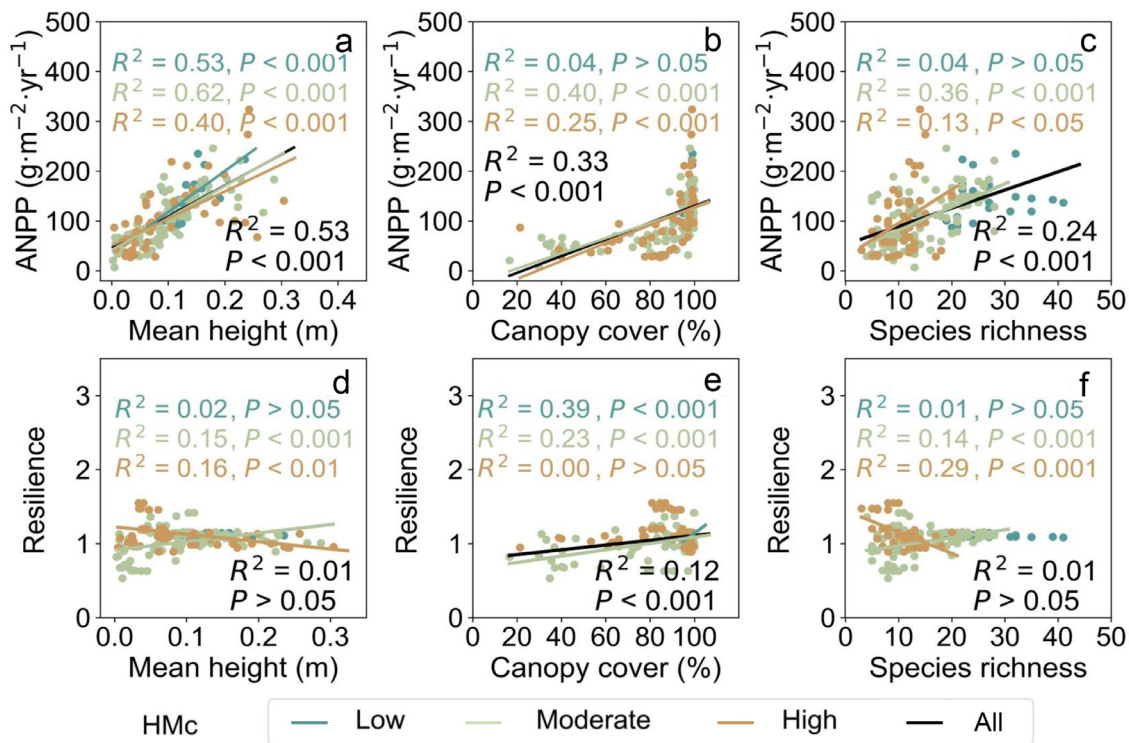 a
ANPP (g·m⁻²·yr⁻¹)
500
400
300
200
100
0
R² = 0.53, P < 0.001
R² = 0.62, P < 0.001
R² = 0.40, P < 0.001
R² = 0.53
P < 0.001
0.0 0.1 0.2 0.3 0.4
Mean height (m)
b
ANPP (g·m⁻²·yr⁻¹)
500
400
300
200
100
0
R² = 0.04, P > 0.05
R² = 0.40, P < 0.001
R² = 0.25, P < 0.001
R² = 0.33
P < 0.001
0 20 40 60 80 100
Canopy cover (%)
c
ANPP (g·m⁻²·yr⁻¹)
500
400
300
200
100
0
R² = 0.04, P > 0.05
R² = 0.36, P < 0.001
R² = 0.13, P < 0.05
R² = 0.24
P < 0.001
0 10 20 30 40 50
Species richness
d
Resilience
3
2
1
0
R² = 0.02, P > 0.05
R² = 0.15, P < 0.001
R² = 0.16, P < 0.01
R² = 0.01
P > 0.05
0.0 0.1 0.2 0.3
Mean height (m)
e
Resilience
3
2
1
0
R² = 0.39, P < 0.001
R² = 0.23, P < 0.001
R² = 0.00, P > 0.05
R² = 0.12
P < 0.001
0 20 40 60 80 100
Canopy cover (%)
f
Resilience
3
2
1
0
R² = 0.01, P > 0.05
R² = 0.14, P < 0.001
R² = 0.29, P < 0.001
R² = 0.01
P > 0.05
0 10 20 30 40 50
Species richness
HMc Low Moderate High All